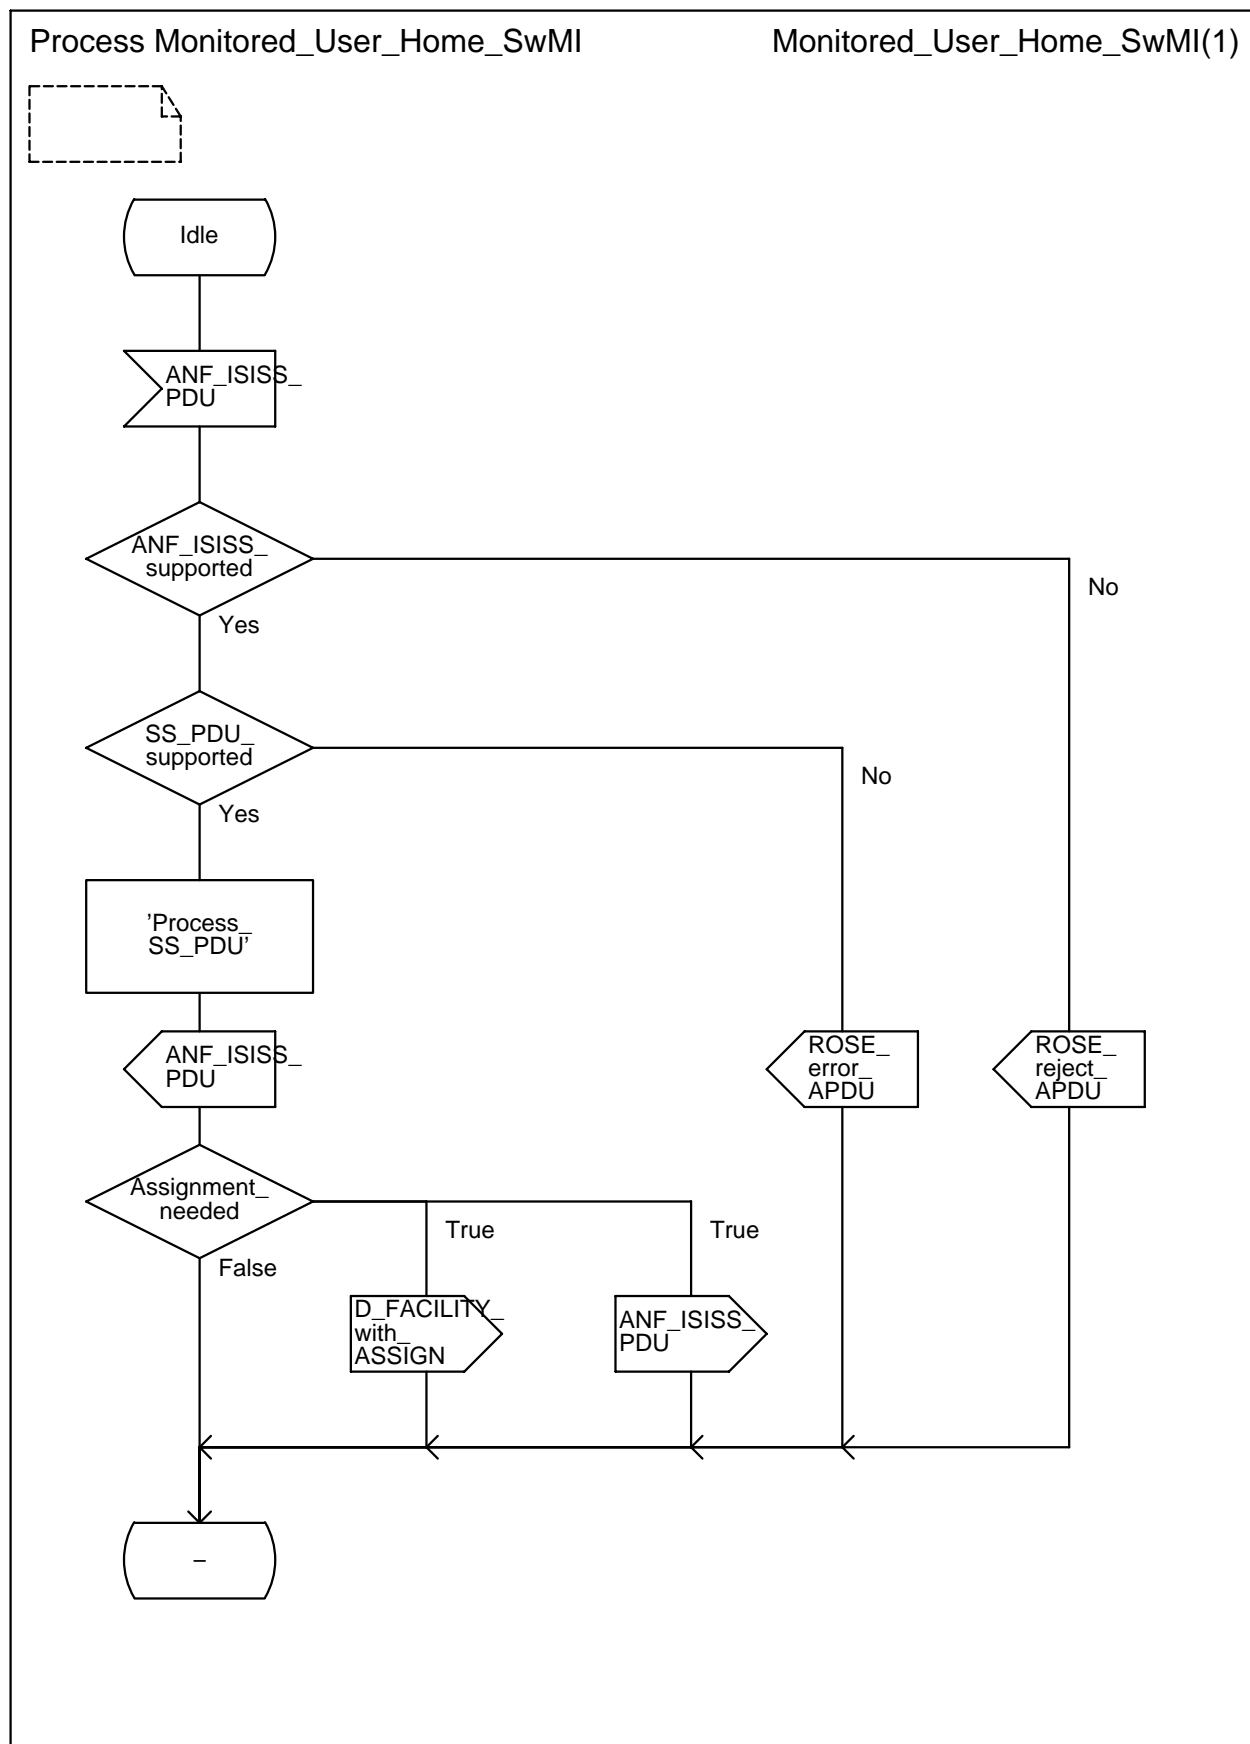 Process Monitored_User_Home_SwMI
Monitored_User_Home_SwMI(1)
Idle
ANF_ISISS_
PDU
ANF_ISISS_
supported
No
Yes
SS_PDU_
supported
No
Yes
'Process_
SS_PDU'
ANF_ISISS_
PDU
ROSE_
error_
APDU
ROSE_
reject_
APDU
Assignment_
needed
True
True
False
D_FACILITY_
with_
ASSIGN
ANF_ISISS_
PDU
–